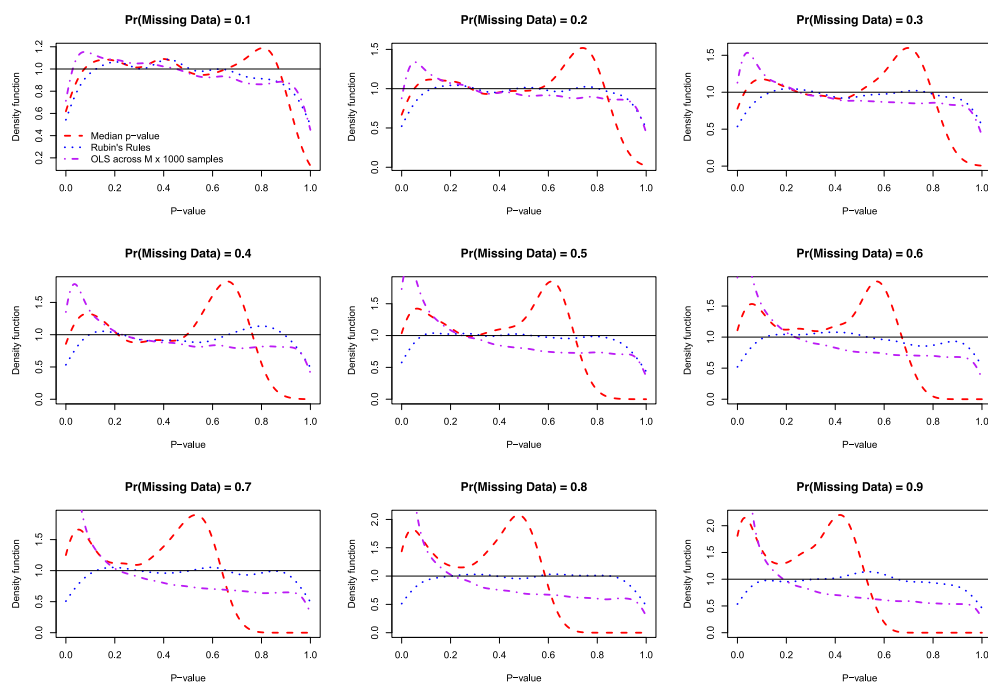 Pr(Missing Data) = 0.1
Density function
0.2 0.4 0.6 0.8 1.0 1.2
Median p−value
Rubin's Rules
OLS across M x 1000 samples
0.0 0.2 0.4 0.6 0.8 1.0
P−value
Pr(Missing Data) = 0.2
Density function
0.0 0.5 1.0 1.5
0.0 0.2 0.4 0.6 0.8 1.0
P−value
Pr(Missing Data) = 0.3
Density function
0.0 0.5 1.0 1.5
0.0 0.2 0.4 0.6 0.8 1.0
P−value
Pr(Missing Data) = 0.4
Density function
0.0 0.5 1.0 1.5
0.0 0.2 0.4 0.6 0.8 1.0
P−value
Pr(Missing Data) = 0.5
Density function
0.0 0.5 1.0 1.5
0.0 0.2 0.4 0.6 0.8 1.0
P−value
Pr(Missing Data) = 0.6
Density function
0.0 0.5 1.0 1.5
0.0 0.2 0.4 0.6 0.8 1.0
P−value
Pr(Missing Data) = 0.7
Density function
0.0 0.5 1.0 1.5
0.0 0.2 0.4 0.6 0.8 1.0
P−value
Pr(Missing Data) = 0.8
Density function
0.0 0.5 1.0 1.5 2.0
0.0 0.2 0.4 0.6 0.8 1.0
P−value
Pr(Missing Data) = 0.9
Density function
0.0 0.5 1.0 1.5 2.0
0.0 0.2 0.4 0.6 0.8 1.0
P−value